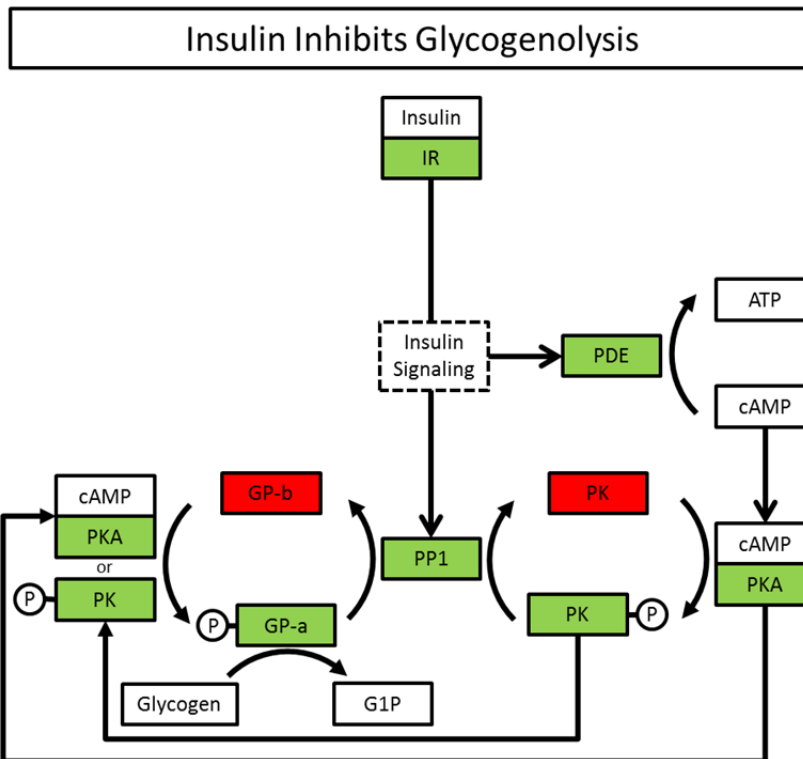 Insulin Inhibits Glycogenolysis
Insulin
IR
ATP
Insulin
Signaling
PDE
cAMP
cAMP
PKA
or
P
PK
GP-b
PP1
PK
cAMP
PKA
P
GP-a
PK
P
Glycogen
G1P